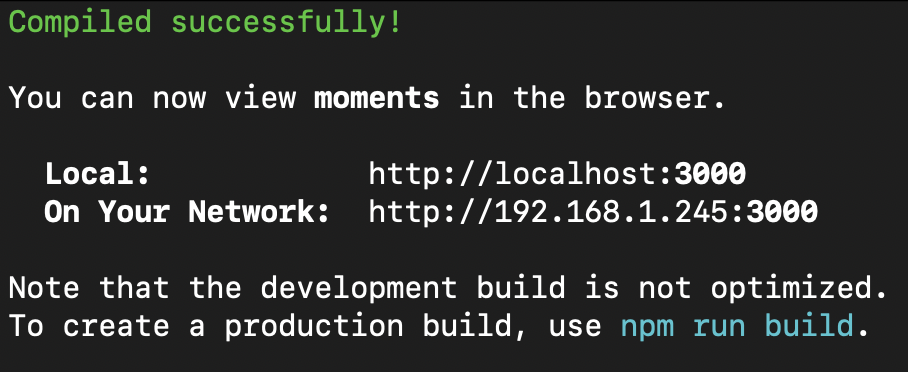 Compiled successfully!
You can now view moments in the browser.
Local: http://localhost:3000
On Your Network: http://192.168.1.245:3000
Note that the development build is not optimized.
To create a production build, use npm run build.